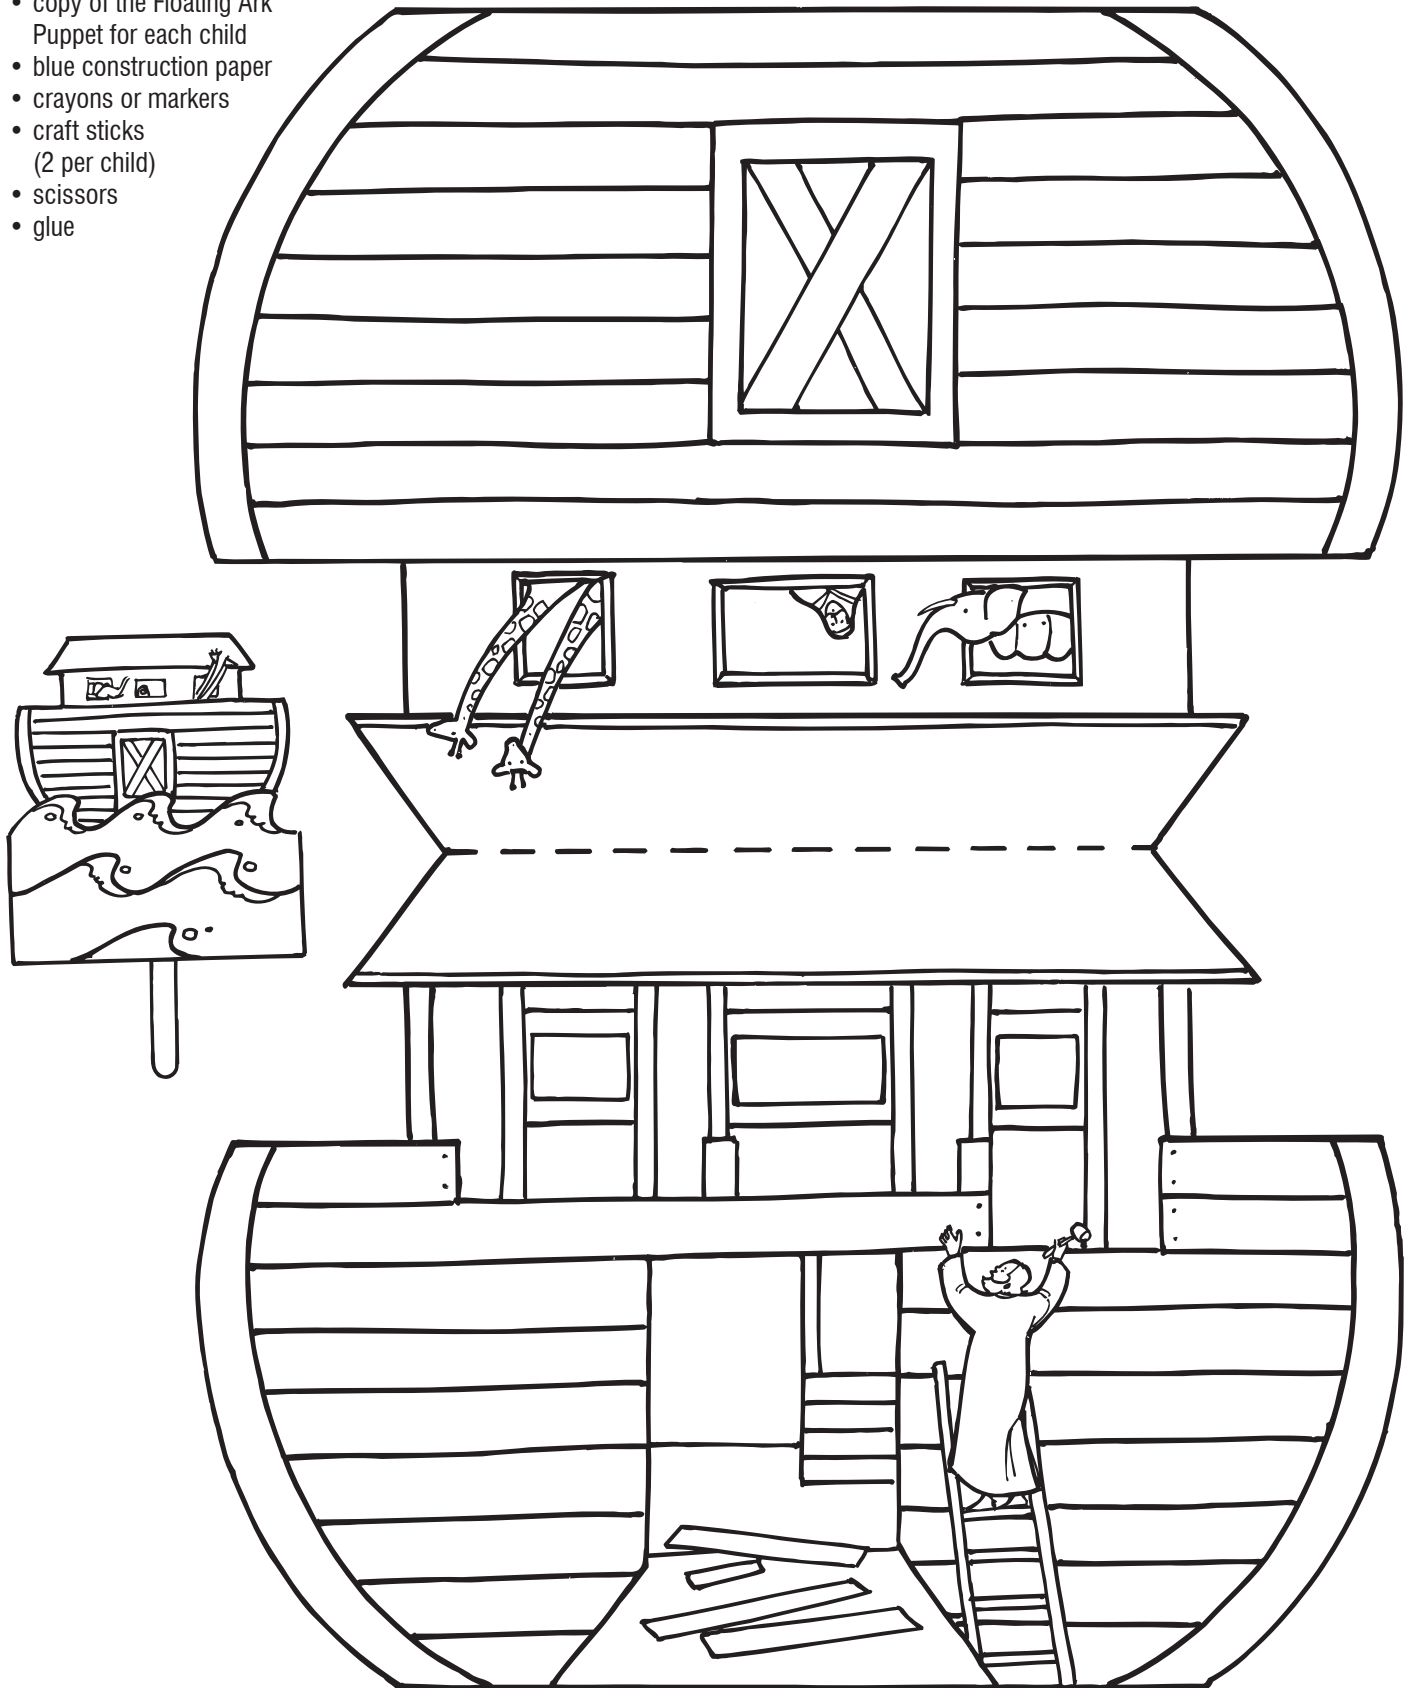 • copy of the Floating Ark
Puppet for each child
• blue construction paper
• crayons or markers
• craft sticks
(2 per child)
• scissors
• glue